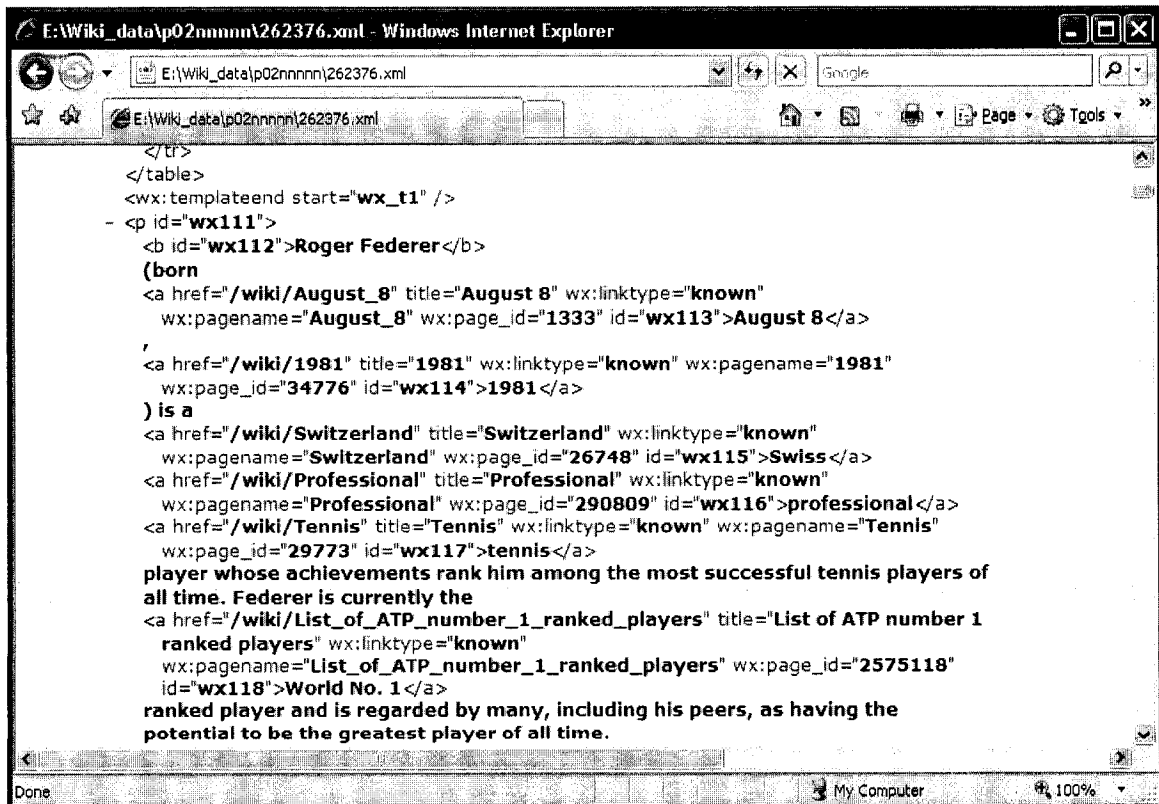 E:\Wiki_data\p02nnnnn\262376.xml - Windows Internet Explorer
E:\Wiki_data\p02nnnnn\262376.xml
Google
E:\Wiki_data\p02nnnnn\262376.xml
Page
Tools
»
</tr>
</table>
<wx:templateend start="wx_t1" />
- <p id="wx111">
<b id="wx112">Roger Federer</b>
(born
<a href="/wiki/August_8" title="August 8" wx:linktype="known"
wx:pagename="August_8" wx:page_id="1333" id="wx113">August 8</a>
,
<a href="/wiki/1981" title="1981" wx:linktype="known" wx:pagename="1981"
wx:page_id="34776" id="wx114">1981</a>
) is a
<a href="/wiki/Switzerland" title="Switzerland" wx:linktype="known"
wx:pagename="Switzerland" wx:page_id="26748" id="wx115">Swiss</a>
<a href="/wiki/Professional" title="Professional" wx:linktype="known"
wx:pagename="Professional" wx:page_id="290809" id="wx116">professional</a>
<a href="/wiki/Tennis" title="Tennis" wx:linktype="known" wx:pagename="Tennis"
wx:page_id="29773" id="wx117">tennis</a>
player whose achievements rank him among the most successful tennis players of
all time. Federer is currently the
<a href="/wiki/List_of_ATP_number_1_ranked_players" title="List of ATP number 1
ranked players" wx:linktype="known"
wx:pagename="List_of_ATP_number_1_ranked_players" wx:page_id="2575118"
id="wx118">World No. 1</a>
ranked player and is regarded by many, including his peers, as having the
potential to be the greatest player of all time.
Done
My Computer
100%